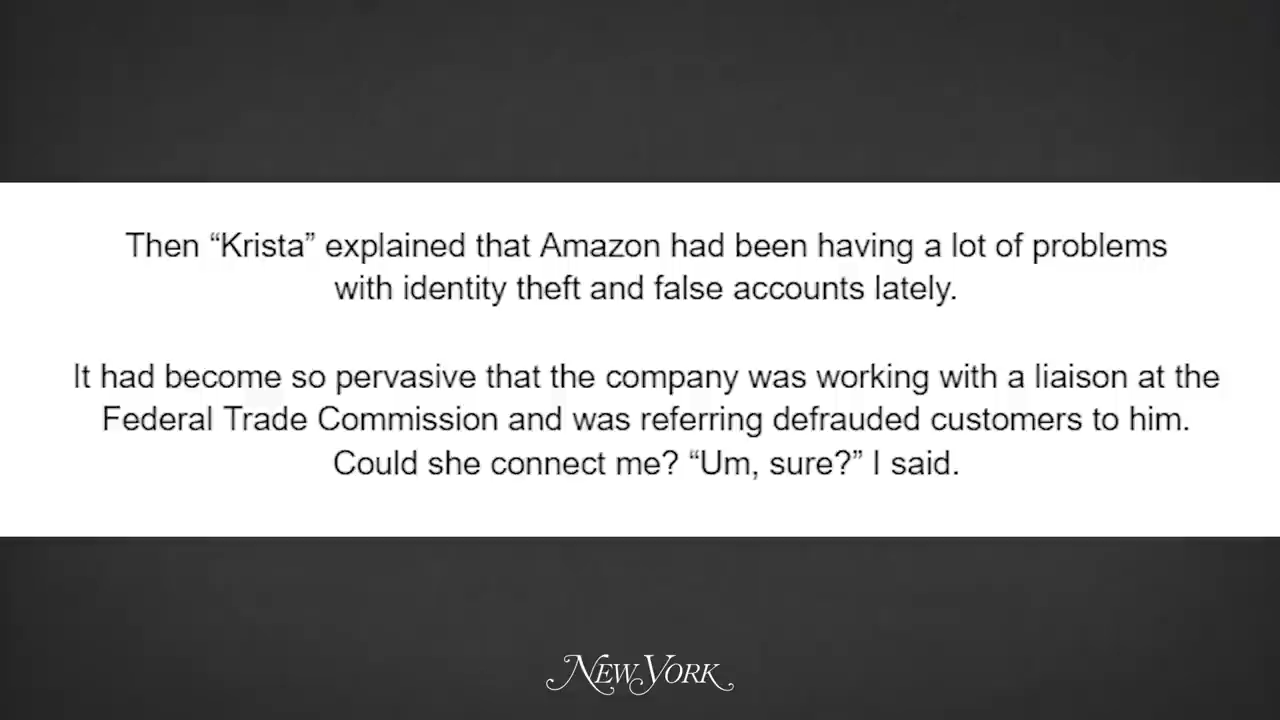 Then “Krista” explained that Amazon had been having a lot of problems
with identity theft and false accounts lately.
It had become so pervasive that the company was working with a liaison at the
Federal Trade Commission and was referring defrauded customers to him.
Could she connect me? “Um, sure?” I said.
NEW YORK